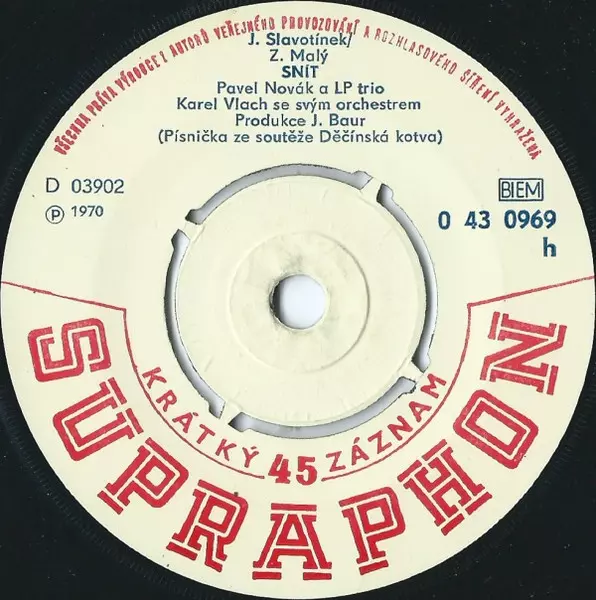 VŠECHNA PRÁVA VÝROBCE I AUTORŮ VEŘEJNÉHO PROVOZOVÁNÍ A ROZHLASOVÉHO ŠÍŘENÍ VYHRAŽENA
J. Slavotínek/
Z. Malý
SNÍT
Pavel Novák a LP trio
Karel Vlach se svým orchestrem
Produkce J. Baur
(Písnička ze soutěže Děčínská kotva)
D 03902
Ⓟ 1970
BIEM
0 43 0969
h
KRÁTKÝ 45 ZÁZNAM
SUPRAPHON